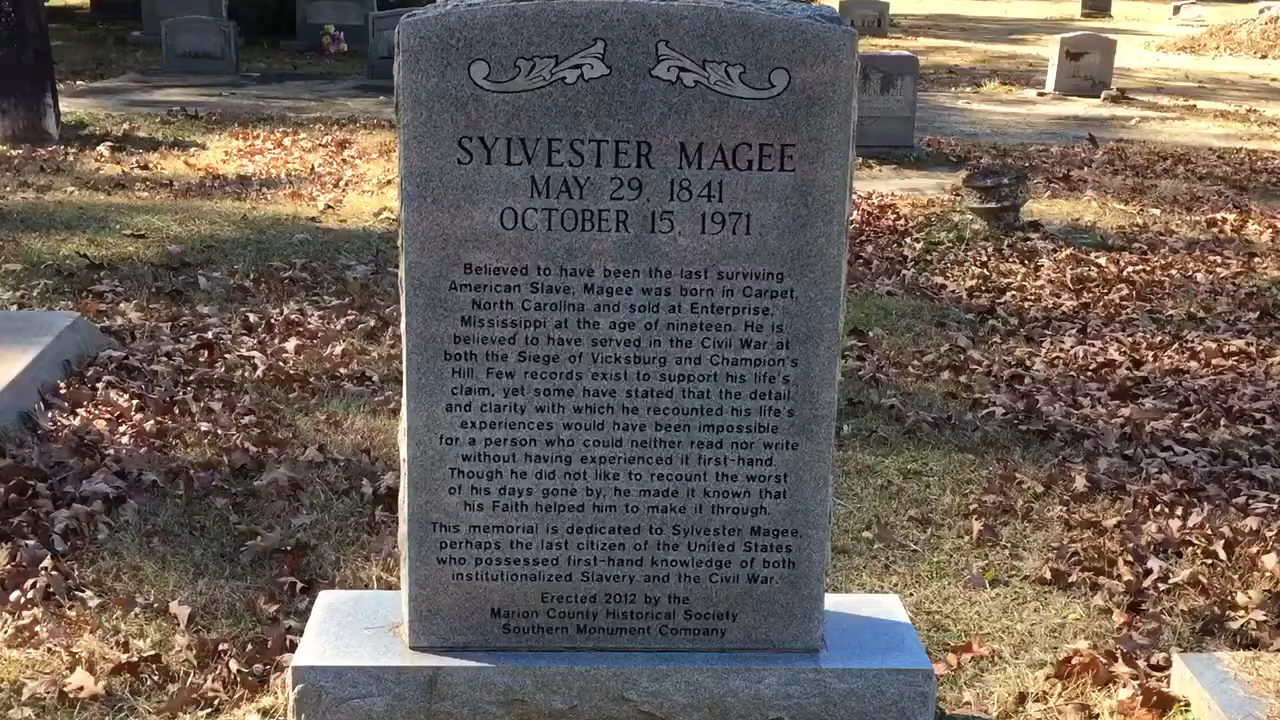 SYLVESTER MAGEE
MAY 29, 1841
OCTOBER 15, 1971
Believed to have been the last surviving
American Slave, Magee was born in Carpet,
North Carolina and sold at Enterprise,
Mississippi at the age of nineteen. He is
believed to have served in the Civil War at
both the Siege of Vicksburg and Champion's
Hill. Few records exist to support his life's
claim, yet some have stated that the detail
and clarity with which he recounted his life's
experiences would have been impossible
for a person who could neither read nor write
without having experienced it first-hand.
Though he did not like to recount the worst
of his days gone by, he made it known that
his Faith helped him to make it through.
This memorial is dedicated to Sylvester Magee,
perhaps the last citizen of the United States
who possessed first-hand knowledge of both
institutionalized Slavery and the Civil War.
Erected 2012 by the
Marion County Historical Society
Southern Monument Company